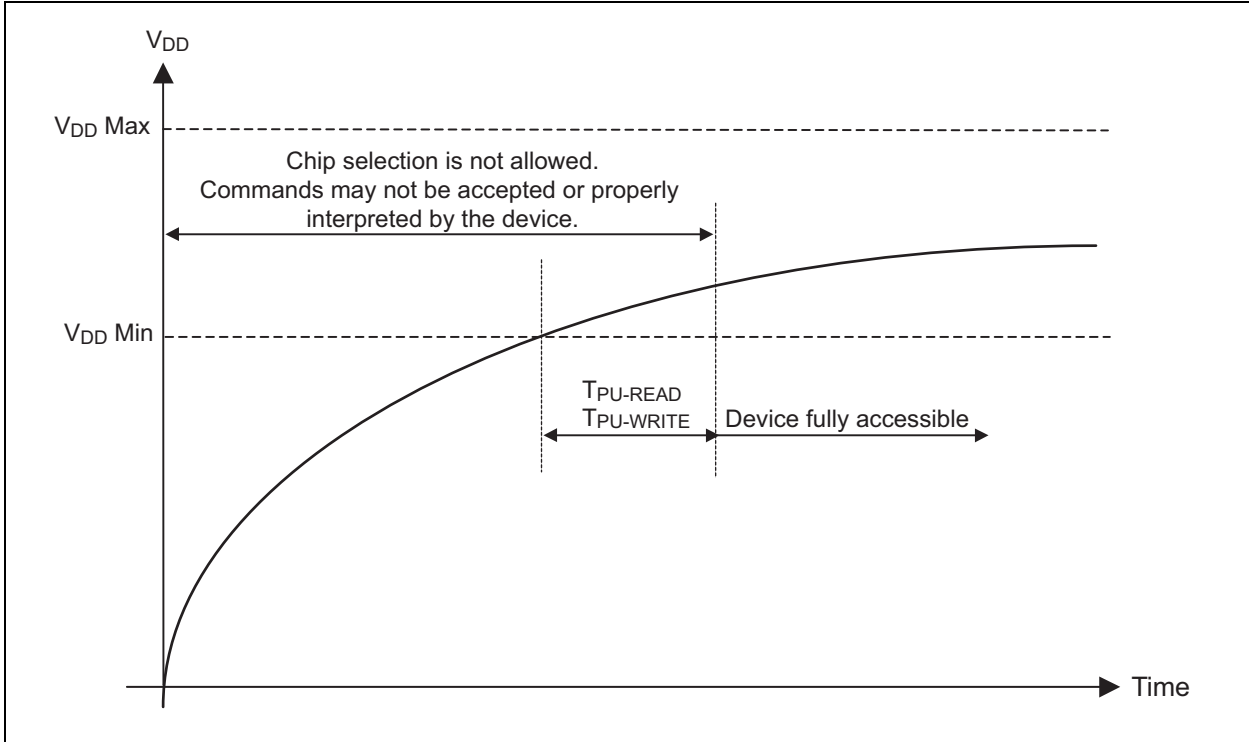 VDD
VDD Max
Chip selection is not allowed.
Commands may not be accepted or properly
interpreted by the device.
VDD Min
TPU-READ
TPU-WRITE
Device fully accessible
Time